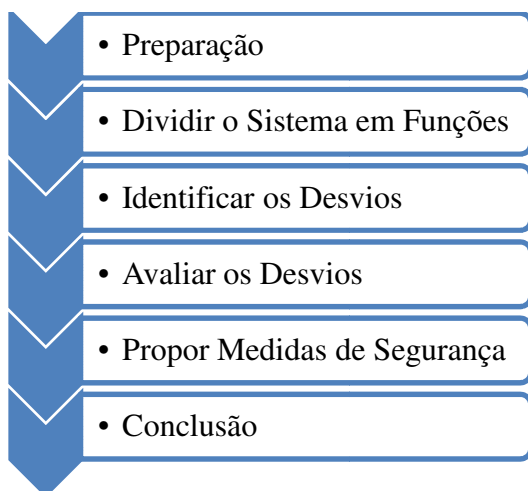 • Preparação
• Dividir o Sistema em Funções
• Identificar os Desvios
• Avaliar os Desvios
• Propor Medidas de Segurança
• Conclusão